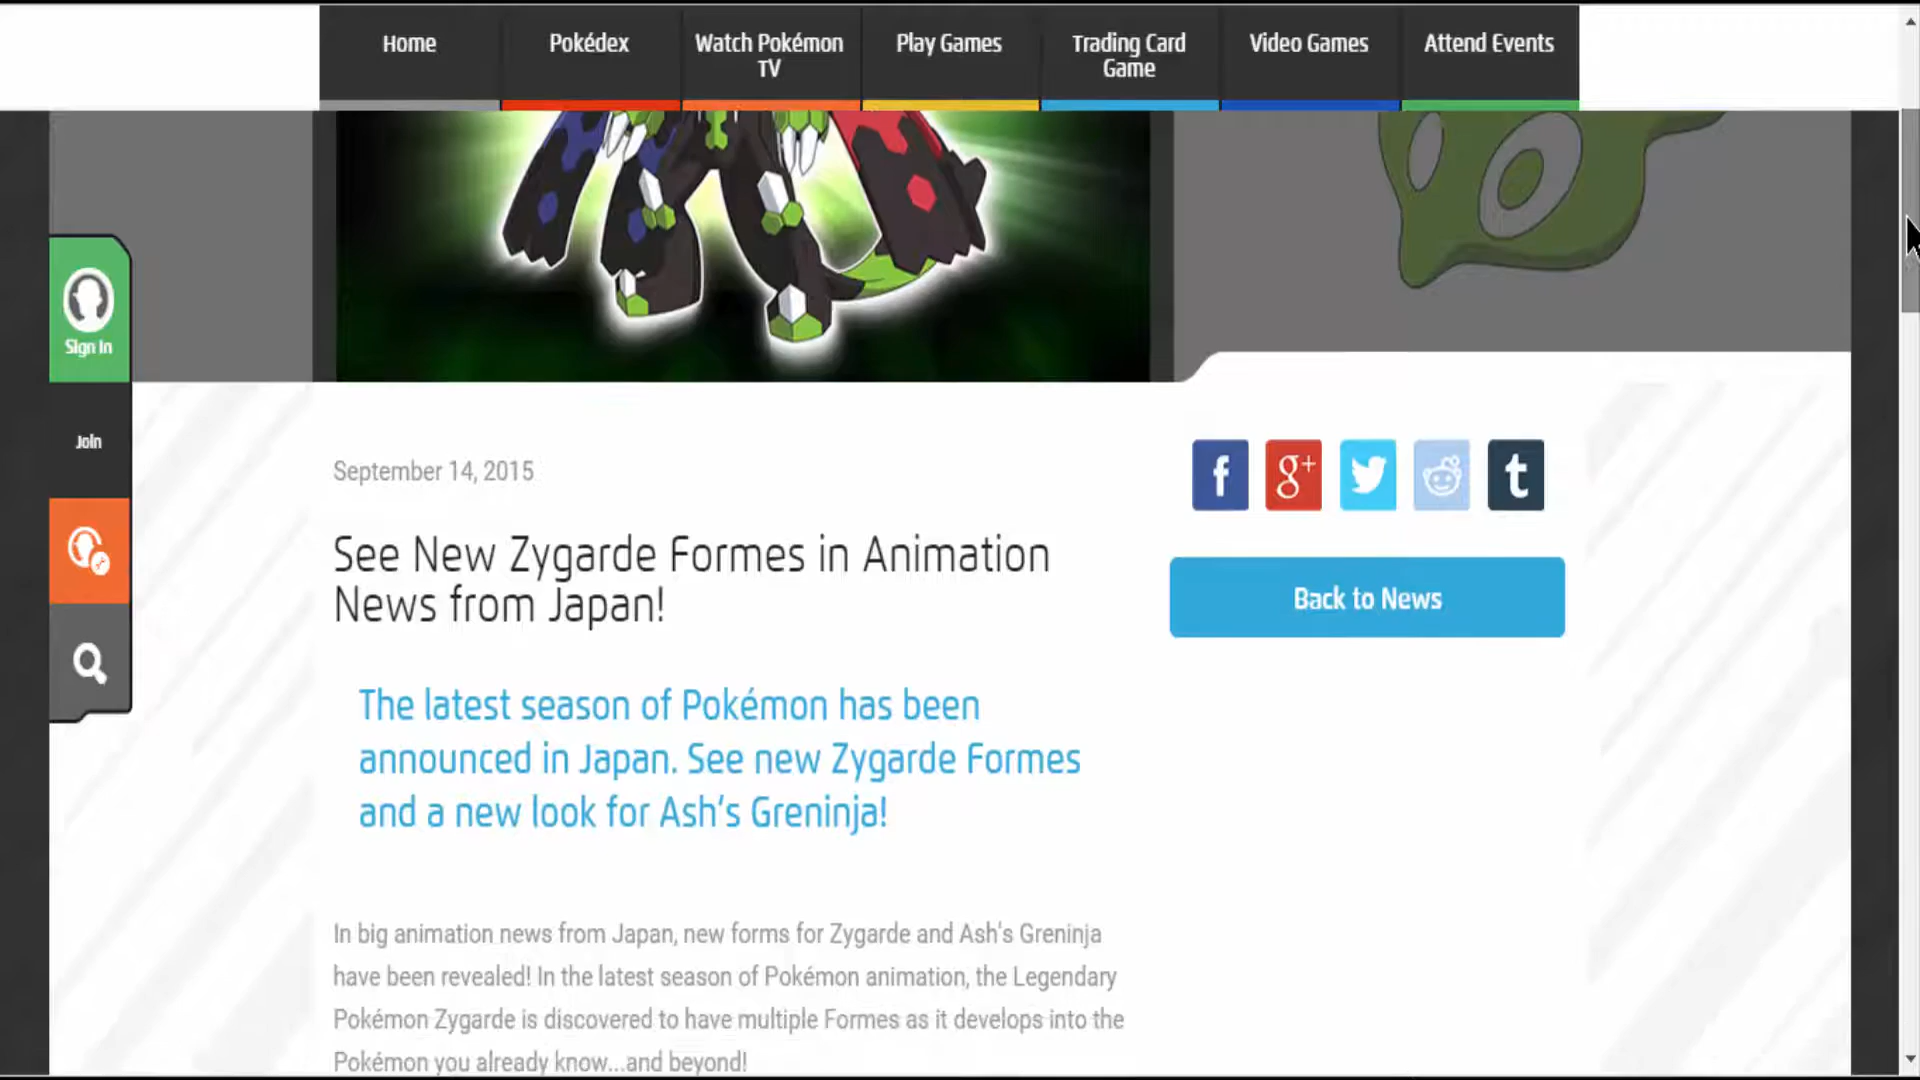 Home
Pokédex
Watch Pokémon
TV
Play Games
Trading Card
Game
Video Games
Attend Events
Sign In
Join
September 14, 2015
See New Zygarde Formes in Animation
News from Japan!
Back to News
The latest season of Pokémon has been
announced in Japan. See new Zygarde Formes
and a new look for Ash's Greninja!
In big animation news from Japan, new forms for Zygarde and Ash's Greninja
have been revealed! In the latest season of Pokémon animation, the Legendary
Pokémon Zygarde is discovered to have multiple Formes as it develops into the
Pokémon you already know...and beyond!